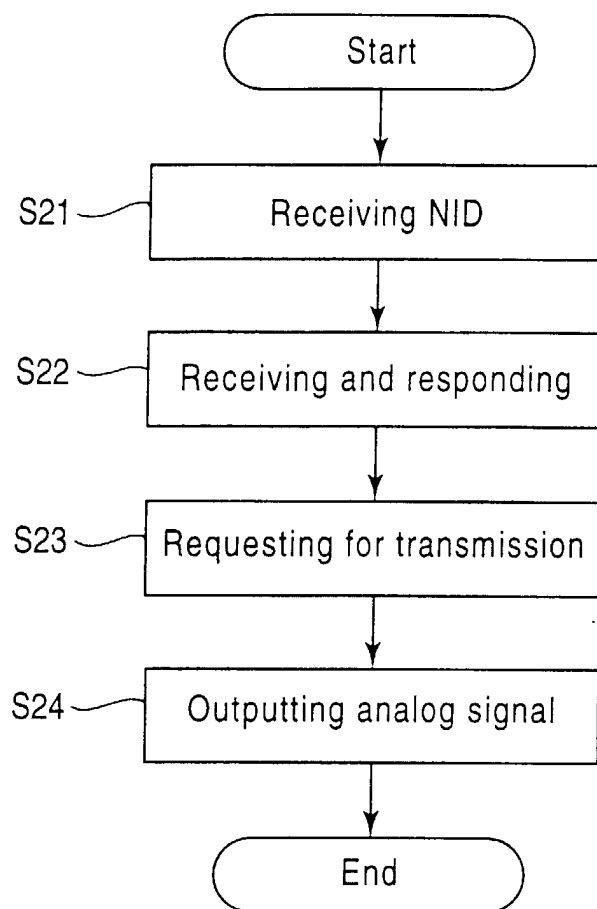 Start
S21
Receiving NID
S22
Receiving and responding
S23
Requesting for transmission
S24
Outputting analog signal
End